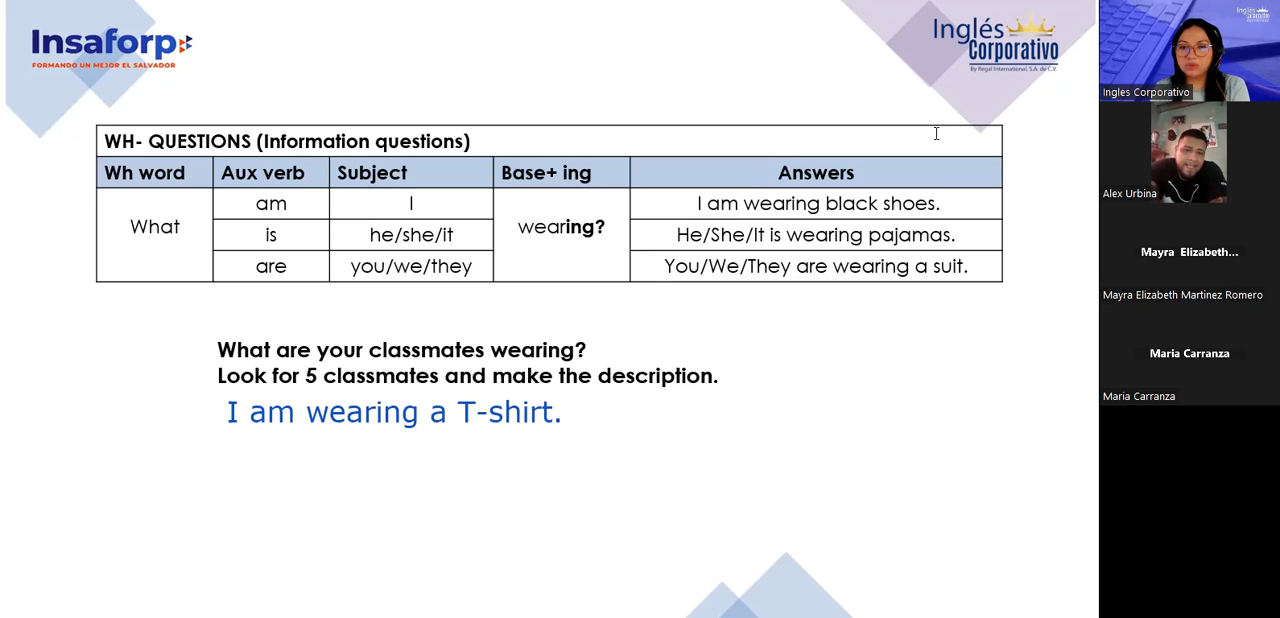 Insaforp
FORMANDO UN MEJOR EL SALVADOR
Inglés
Corporativo
By Regal International, S.A. de C.V.
WH- QUESTIONS (Information questions)
Wh word Aux verb Subject Base+ ing Answers
What am I wearing? I am wearing black shoes.
is he/she/it He/She/It is wearing pajamas.
are you/we/they You/We/They are wearing a suit.
What are your classmates wearing?
Look for 5 classmates and make the description.
I am wearing a T-shirt.
Ingles Corporativo
Alex Urbina
Mayra Elizabeth...
Mayra Elizabeth Martinez Romero
Maria Carranza
Maria Carranza